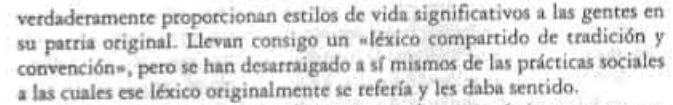 verdaderamente proporcionan estilos de vida significativos a las gentes en
su patria original. Llevan consigo un «léxico compartido de tradición y
convención», pero se han desarraigado a sí mismos de las prácticas sociales
a las cuales ese léxico originalmente se refería y les daba sentido.